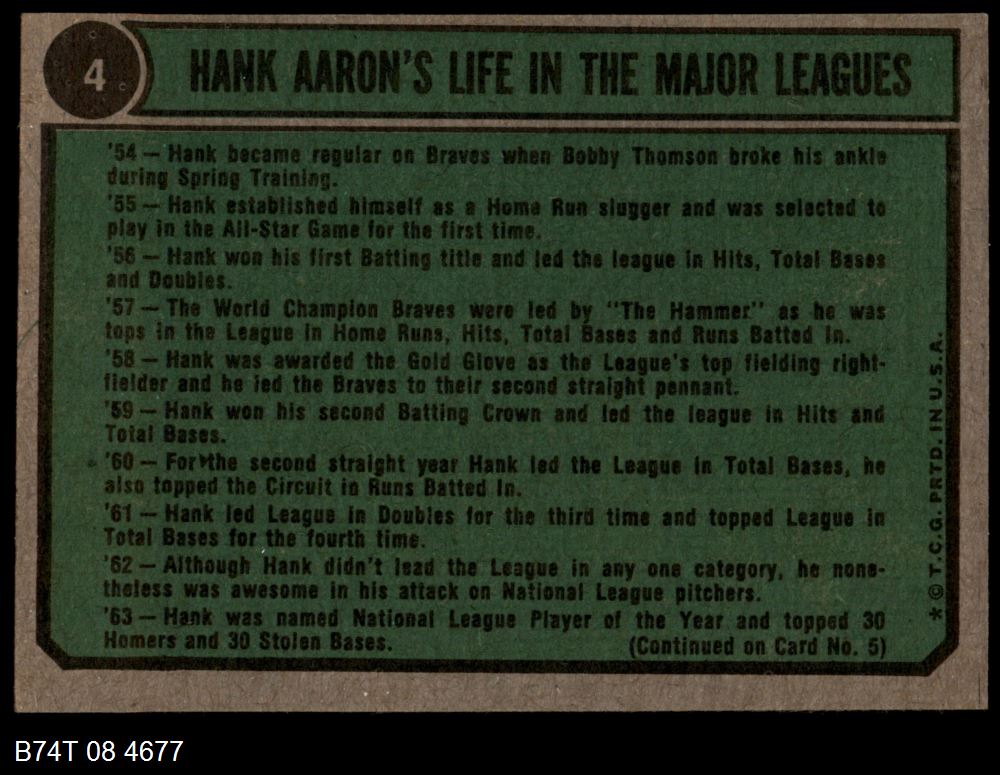 4
HANK AARON'S LIFE IN THE MAJOR LEAGUES
'54 — Hank became regular on Braves when Bobby Thomson broke his ankle
during Spring Training.
'55 — Hank established himself as a Home Run slugger and was selected to
play in the All-Star Game for the first time.
'56 — Hank won his first Batting title and led the league in Hits, Total Bases
and Doubles.
'57 — The World Champion Braves were led by "The Hammer" as he was
tops in the League in Home Runs, Hits, Total Bases and Runs Batted In.
'58 — Hank was awarded the Gold Glove as the League's top fielding right-
fielder and he led the Braves to their second straight pennant.
'59 — Hank won his second Batting Crown and led the league in Hits and
Total Bases.
'60 — For the second straight year Hank led the League in Total Bases, he
also topped the Circuit in Runs Batted In.
'61 — Hank led League in Doubles for the third time and topped League in
Total Bases for the fourth time.
'62 — Although Hank didn't lead the League in any one category, he none-
theless was awesome in his attack on National League pitchers.
'63 — Hank was named National League Player of the Year and topped 30
Homers and 30 Stolen Bases. (Continued on Card No. 5)
*© T.C.G. PRTD. IN U.S.A.
B74T 08 4677